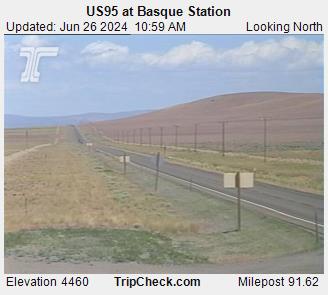 US95 at Basque Station
Updated: Jun 26 2024 10:59 AM Looking North
Elevation 4460 TripCheck.com Milepost 91.62